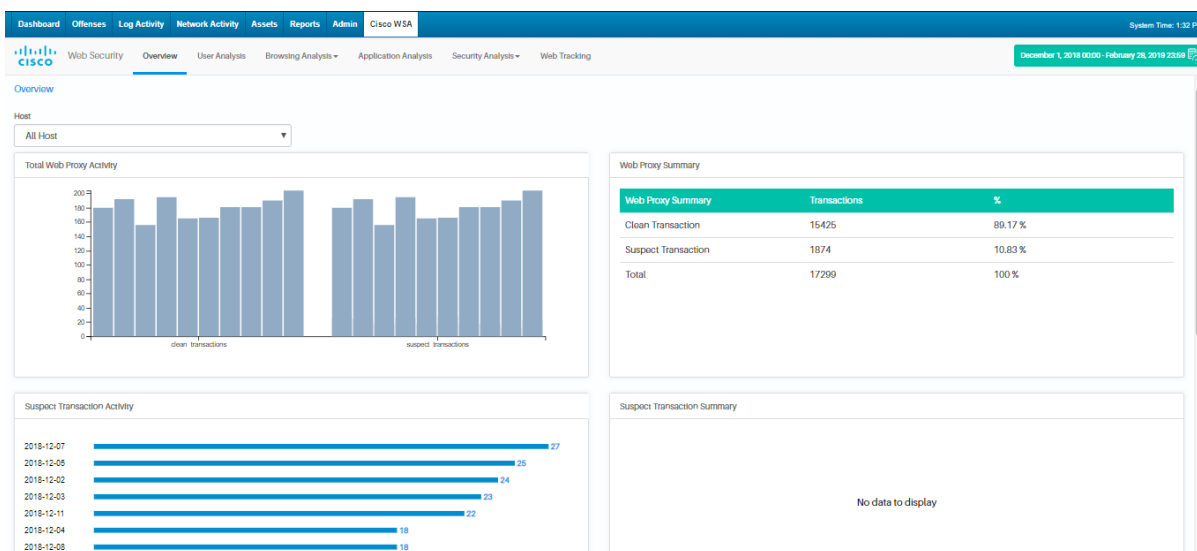 Dashboard Offenses Log Activity Network Activity Assets Reports Admin Cisco WSA System Time: 1:32 P
CISCO Web Security Overview User Analysis Browsing Analysis Application Analysis Security Analysis Web Tracking December 1, 2018 00:00 - February 28, 2019 23:59
Overview
Host
All Host
Total Web Proxy Activity
200
180
160
140
120
100
80
60
40
20
0
clean transactions suspect transactions
Web Proxy Summary
Web Proxy Summary Transactions %
Clean Transaction 15425 89.17 %
Suspect Transaction 1874 10.83 %
Total 17299 100 %
Suspect Transaction Activity
2018-12-07 27
2018-12-05 25
2018-12-02 24
2018-12-03 23
2018-12-11 22
2018-12-04 18
2018-12-08 18
Suspect Transaction Summary
No data to display